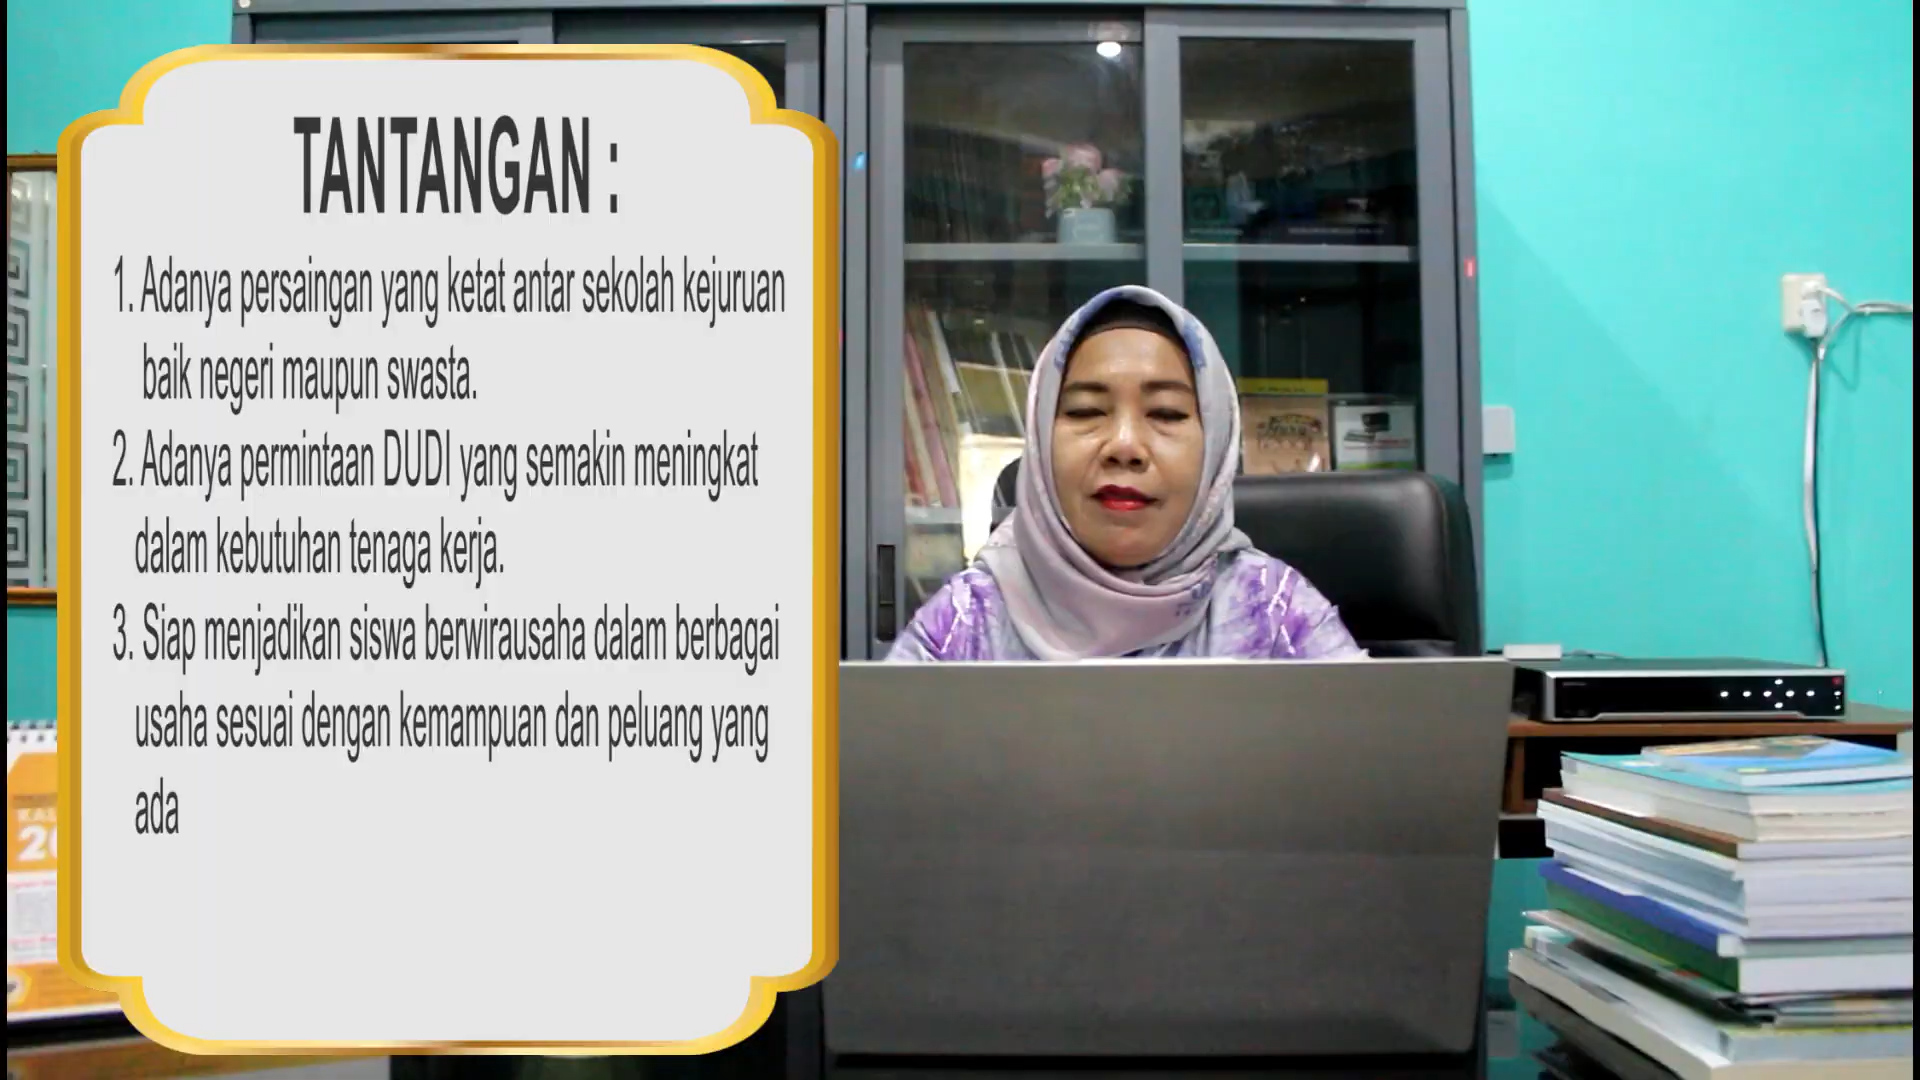 TANTANGAN :
1. Adanya persaingan yang ketat antar sekolah kejuruan
baik negeri maupun swasta.
2. Adanya permintaan DUDI yang semakin meningkat
dalam kebutuhan tenaga kerja.
3. Siap menjadikan siswa berwirausaha dalam berbagai
usaha sesuai dengan kemampuan dan peluang yang
ada